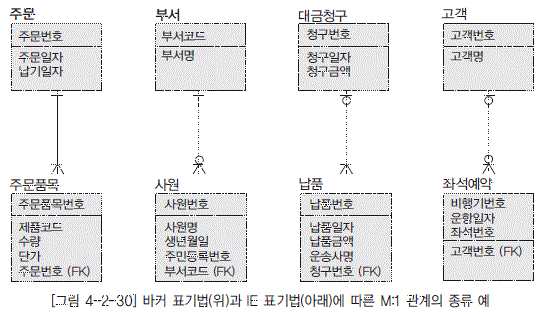 주문
주문번호
주문일자
납기일자
부서
부서코드
부서명
대금청구
청구번호
청구일자
청구금액
고객
고객번호
고객명
주문품목
주문품목번호
제품코드
수량
단가
주문번호 (FK)
사원
사원번호
사원명
생년월일
주민등록번호
부서코드 (FK)
납품
납품번호
납품일자
납품금액
운송사명
청구번호 (FK)
좌석예약
비행기번호
운항일자
좌석번호
고객번호 (FK)
[그림 4-2-30] 바커 표기법(위)과 IE 표기법(아래)에 따른 M:1 관계의 종류 예